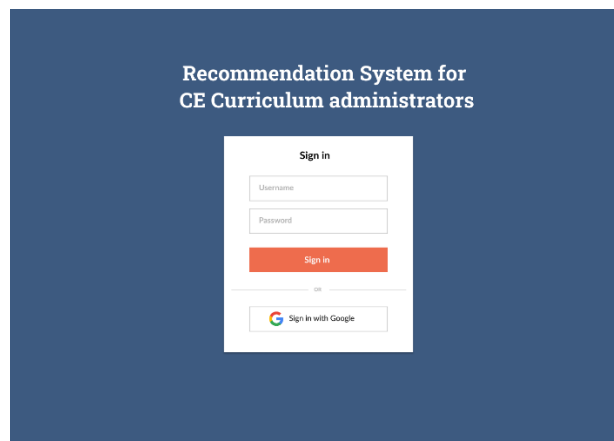 Recommendation System for
CE Curriculum administrators
Sign in
Username
Password
Sign in
OR
Sign in with Google